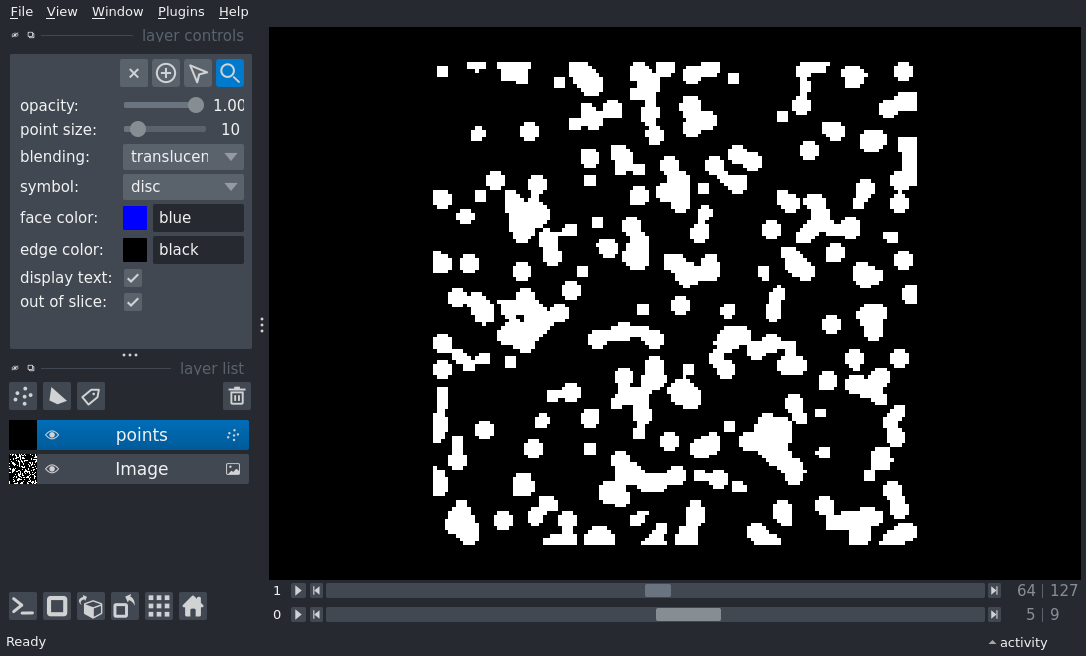 File View Window Plugins Help
layer controls
opacity: 1.00
point size: 10
blending: translucen
symbol: disc
face color: blue
edge color: black
display text:
out of slice:
layer list
points
Image
1 64 127
0 5 9
Ready activity